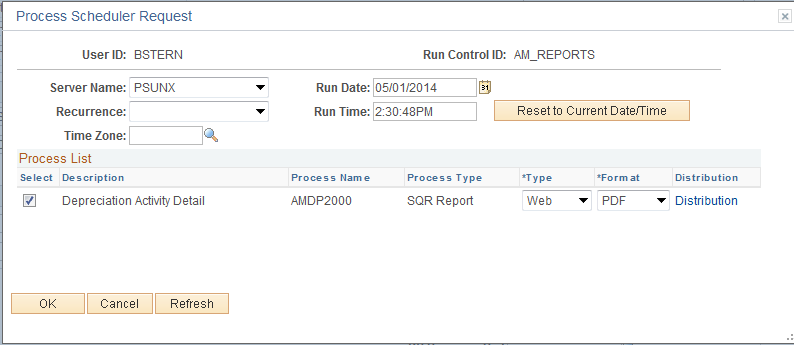 Process Scheduler Request
User ID: BSTERN Run Control ID: AM_REPORTS
Server Name: PSUNX Run Date: 05/01/2014 31
Recurrence: Run Time: 2:30:48PM Reset to Current Date/Time
Time Zone:
Process List
Select Description Process Name Process Type *Type *Format Distribution
Depreciation Activity Detail AMDP2000 SQR Report Web PDF Distribution
OK Cancel Refresh